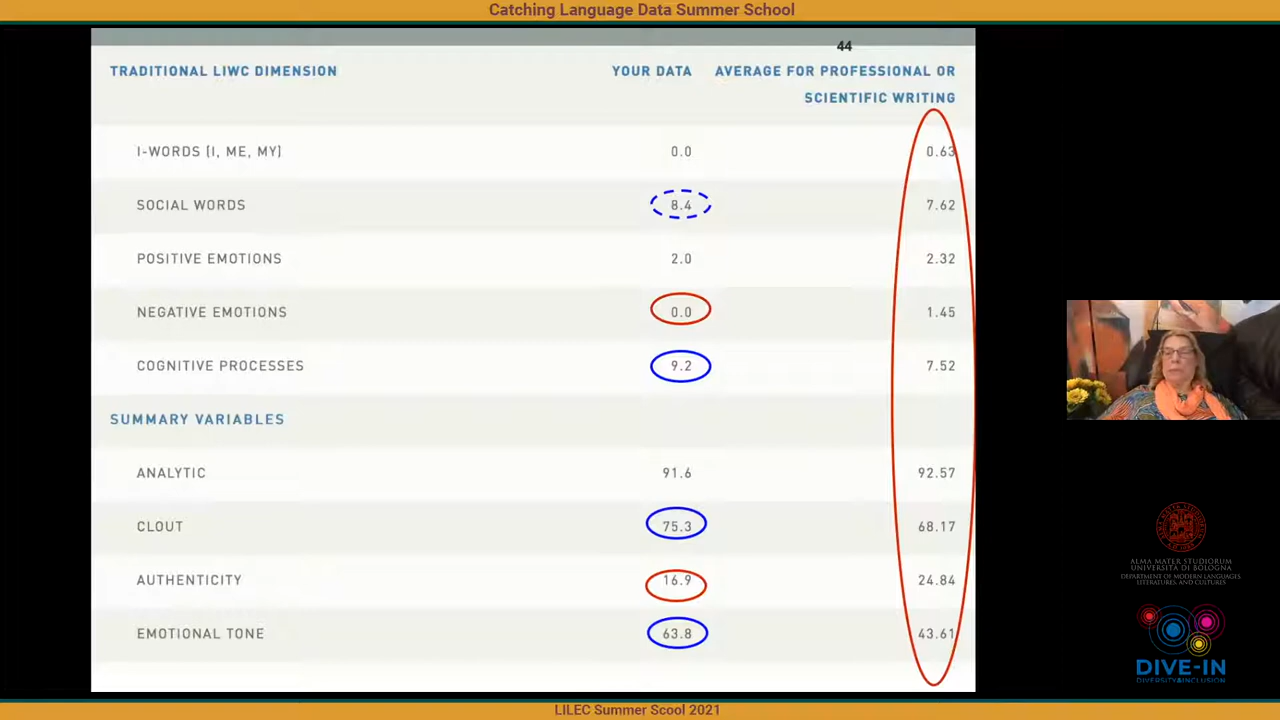 Catching Language Data Summer School
44
TRADITIONAL LIWC DIMENSION YOUR DATA AVERAGE FOR PROFESSIONAL OR
SCIENTIFIC WRITING
I-WORDS (I, ME, MY) 0.0 0.63
SOCIAL WORDS 8.4 7.62
POSITIVE EMOTIONS 2.0 2.32
NEGATIVE EMOTIONS 0.0 1.45
COGNITIVE PROCESSES 9.2 7.52
SUMMARY VARIABLES
ANALYTIC 91.6 92.57
CLOUT 75.3 68.17
AUTHENTICITY 16.9 24.84
EMOTIONAL TONE 63.8 43.61
ALMA MATER STUDIORUM
UNIVERSITÀ DI BOLOGNA
DEPARTMENT OF MODERN LANGUAGES,
LITERATURES, AND CULTURES
DIVE-IN
DIVERSITY&INCLUSION
LILEC Summer Scool 2021